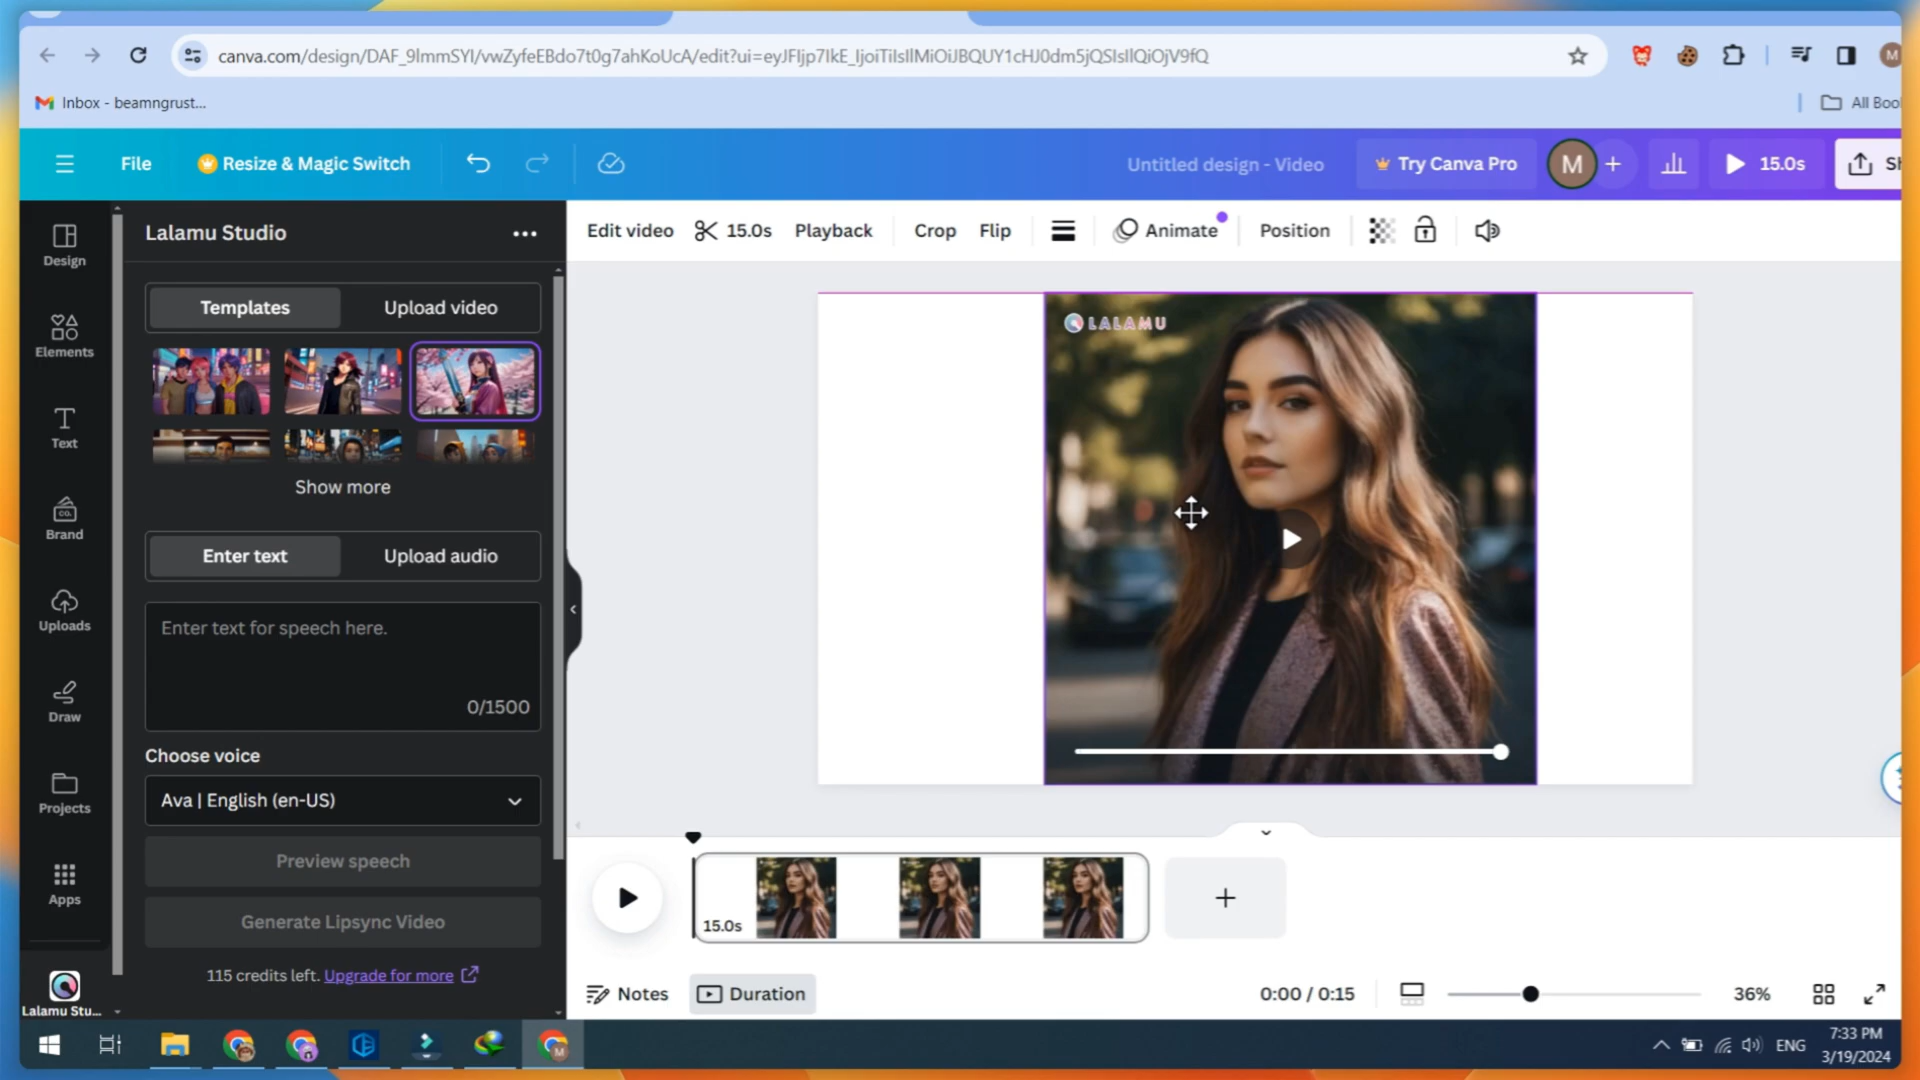 canva.com/design/DAF_9lmmSYI/vwZyfeEBdo7t0g7ahKoUcA/edit?ui=eyJFIjp7IkE_IjoiTiIsIlMiOiJBQUY1cHJ0dm5jQSIsIlQiOjV9fQ
M
Inbox - beamngrust...
All Boo
File
Resize & Magic Switch
Untitled design - Video
Try Canva Pro
M
15.0s
Sh
Lalamu Studio
Edit video
15.0s
Playback
Crop
Flip
Animate
Position
Design
Elements
Text
Brand
Uploads
Draw
Projects
Apps
Lalamu Stu...
Templates
Upload video
Show more
Enter text
Upload audio
Enter text for speech here.
0/1500
Choose voice
Ava | English (en-US)
Preview speech
Generate Lipsync Video
115 credits left. Upgrade for more
LALAMU
15.0s
Notes
Duration
0:00 / 0:15
36%
ENG
7:33 PM
3/19/2024